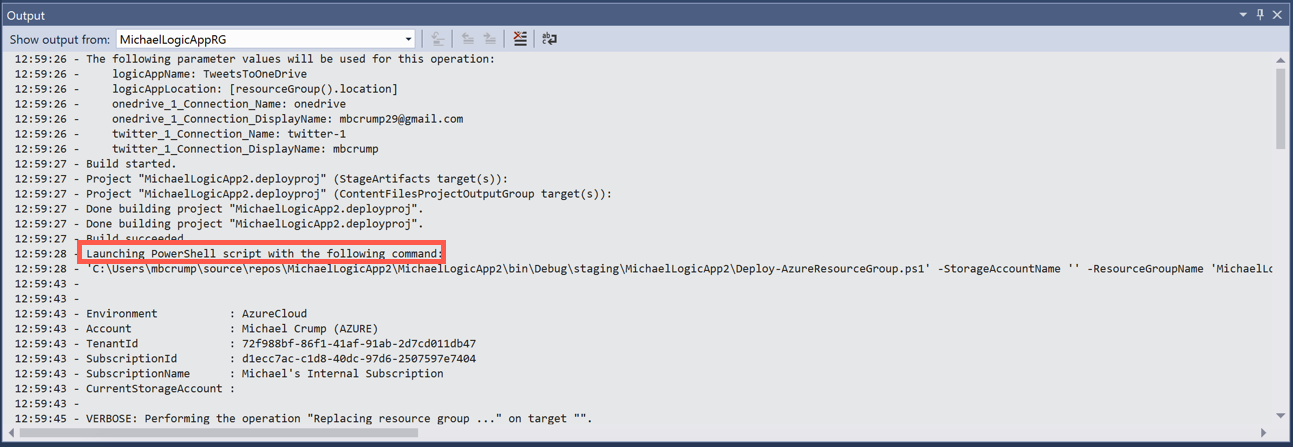 Output
Show output from: MichaelLogicAppRG
12:59:26 - The following parameter values will be used for this operation:
12:59:26 -     logicAppName: TweetsToOneDrive
12:59:26 -     logicAppLocation: [resourceGroup().location]
12:59:26 -     onedrive_1_Connection_Name: onedrive
12:59:26 -     onedrive_1_Connection_DisplayName: mbcrump29@gmail.com
12:59:26 -     twitter_1_Connection_Name: twitter-1
12:59:26 -     twitter_1_Connection_DisplayName: mbcrump
12:59:27 - Build started.
12:59:27 - Project "MichaelLogicApp2.deployproj" (StageArtifacts target(s)):
12:59:27 - Project "MichaelLogicApp2.deployproj" (ContentFilesProjectOutputGroup target(s)):
12:59:27 - Done building project "MichaelLogicApp2.deployproj".
12:59:27 - Done building project "MichaelLogicApp2.deployproj".
12:59:27 - Build succeeded.
12:59:28 - Launching PowerShell script with the following command:
12:59:28 - 'C:\Users\mbcrump\source\repos\MichaelLogicApp2\MichaelLogicApp2\bin\Debug\staging\MichaelLogicApp2\Deploy-AzureResourceGroup.ps1' -StorageAccountName '' -ResourceGroupName 'MichaelLo
12:59:43 -
12:59:43 -
12:59:43 - Environment           : AzureCloud
12:59:43 - Account               : Michael Crump (AZURE)
12:59:43 - TenantId              : 72f988bf-86f1-41af-91ab-2d7cd011db47
12:59:43 - SubscriptionId        : d1ecc7ac-c1d8-40dc-97d6-2507597e7404
12:59:43 - SubscriptionName      : Michael's Internal Subscription
12:59:43 - CurrentStorageAccount :
12:59:43 -
12:59:45 - VERBOSE: Performing the operation "Replacing resource group ..." on target "".